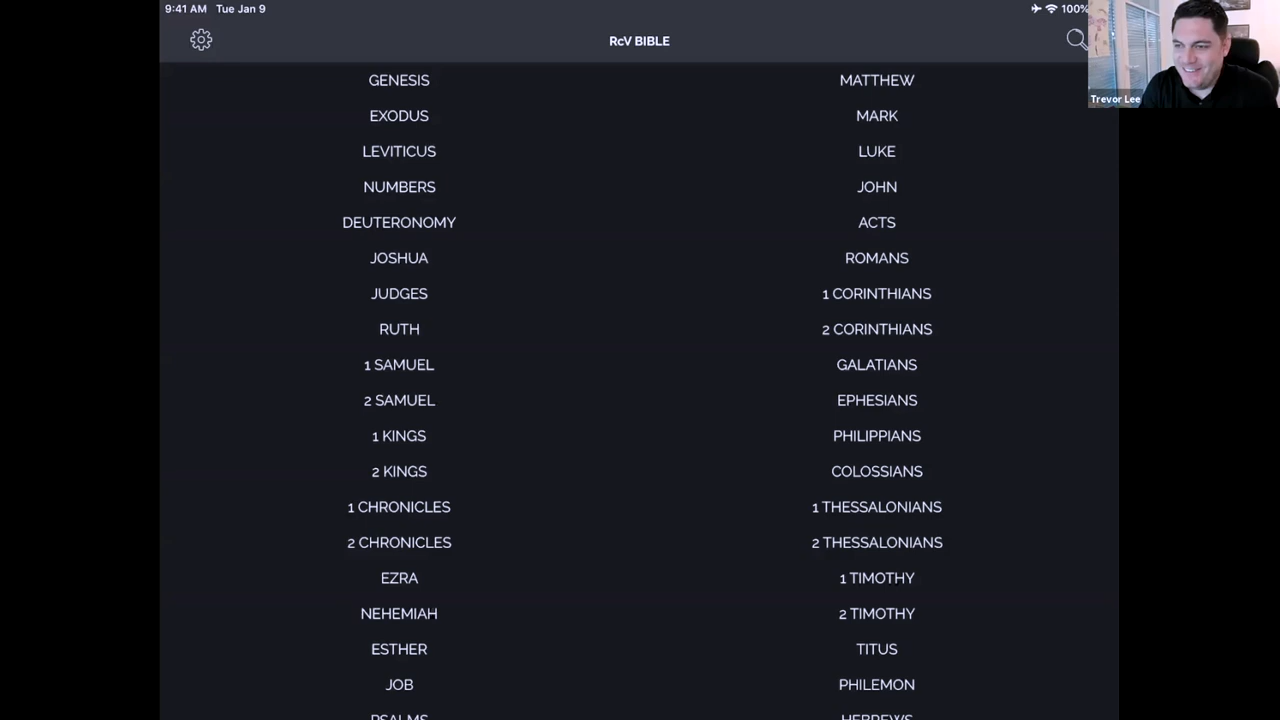 9:41 AM Tue Jan 9
100%
RcV BIBLE
Trevor Lee
GENESIS
EXODUS
LEVITICUS
NUMBERS
DEUTERONOMY
JOSHUA
JUDGES
RUTH
1 SAMUEL
2 SAMUEL
1 KINGS
2 KINGS
1 CHRONICLES
2 CHRONICLES
EZRA
NEHEMIAH
ESTHER
JOB
PSALMS
MATTHEW
MARK
LUKE
JOHN
ACTS
ROMANS
1 CORINTHIANS
2 CORINTHIANS
GALATIANS
EPHESIANS
PHILIPPIANS
COLOSSIANS
1 THESSALONIANS
2 THESSALONIANS
1 TIMOTHY
2 TIMOTHY
TITUS
PHILEMON
HEBREWS